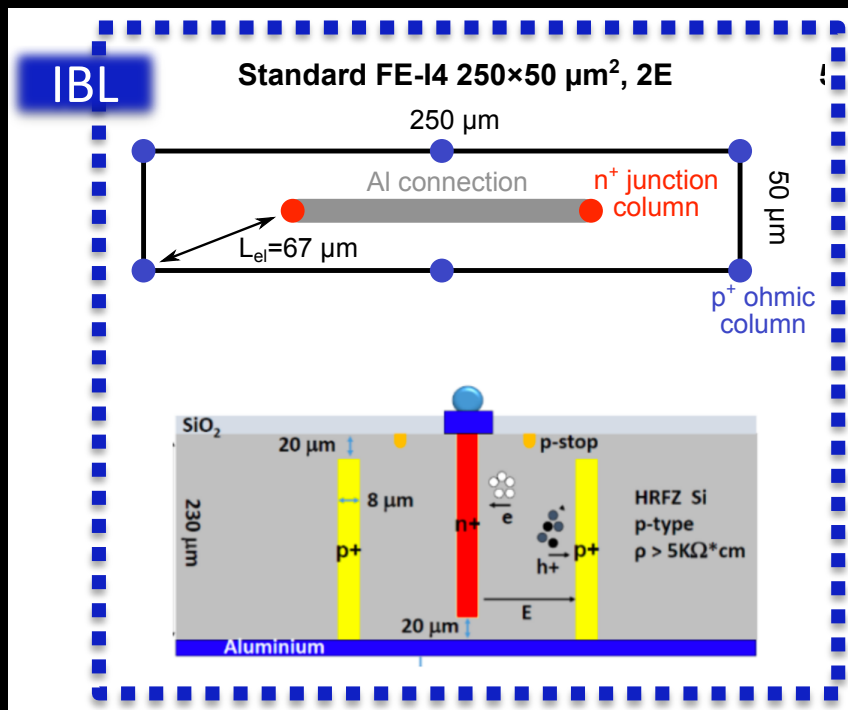 IBL
Standard FE-I4 250×50 µm², 2E
250 µm
Al connection
n⁺ junction
column
50 µm
Lₑₗ=67 µm
p⁺ ohmic
column
SiO₂
20 µm
p-stop
230 µm
8 µm
n+
e
p+
h+
p+
HRFZ Si
p-type
ρ > 5KΩ*cm
E
20 µm
Aluminium